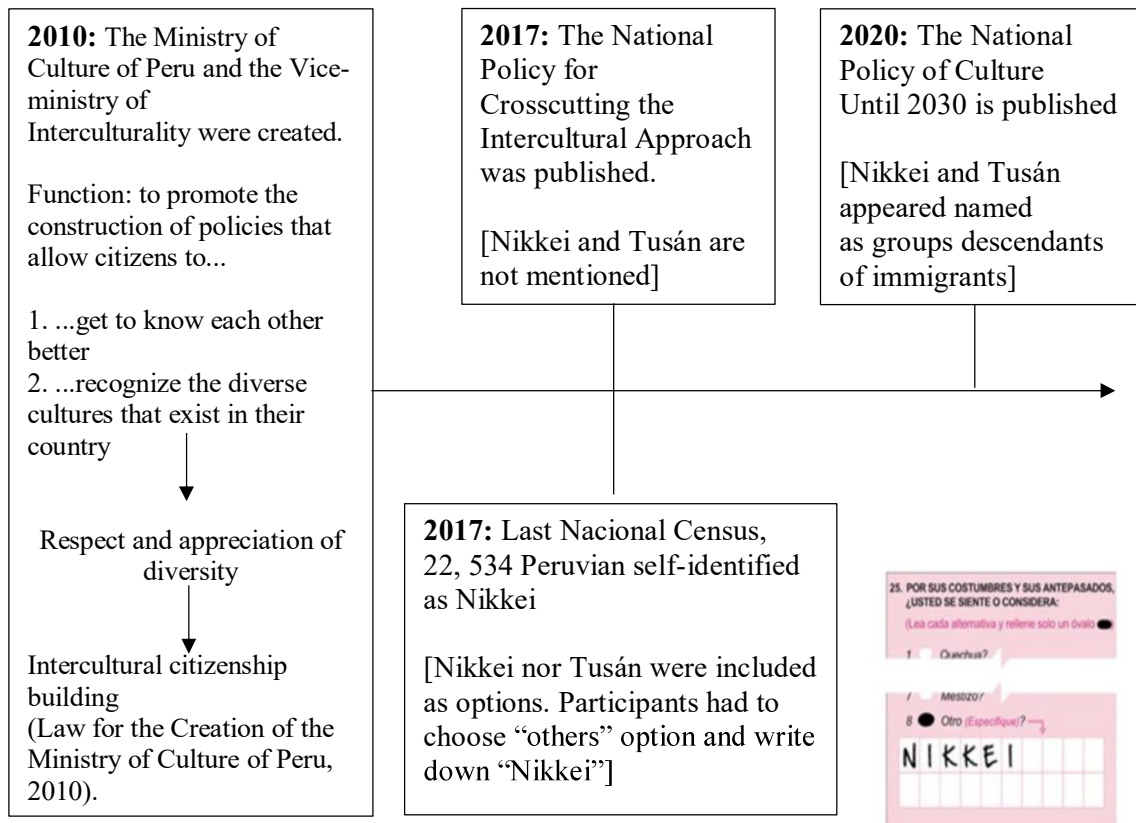 2010: The Ministry of
Culture of Peru and the Vice-
ministry of
Interculturality were created.
Function: to promote the
construction of policies that
allow citizens to...
1. ...get to know each other
better
2. ...recognize the diverse
cultures that exist in their
country
Respect and appreciation of
diversity
Intercultural citizenship
building
(Law for the Creation of the
Ministry of Culture of Peru,
2010).
2017: The National
Policy for
Crosscutting the
Intercultural Approach
was published.
[Nikkei and Tusán are
not mentioned]
2017: Last Nacional Census,
22, 534 Peruvian self-identified
as Nikkei
[Nikkei nor Tusán were included
as options. Participants had to
choose “others” option and write
down “Nikkei”]
2020: The National
Policy of Culture
Until 2030 is published
[Nikkei and Tusán
appeared named
as groups descendants
of immigrants]
25. POR SUS COSTUMBRES Y SUS ANTEPASADOS,
¿USTED SE SIENTE O CONSIDERA:
(Lea cada alternativa y rellene solo un óvalo)
1 Quechua?
7 Mestizo?
8 Otro (Especifique)?
NIKKEI